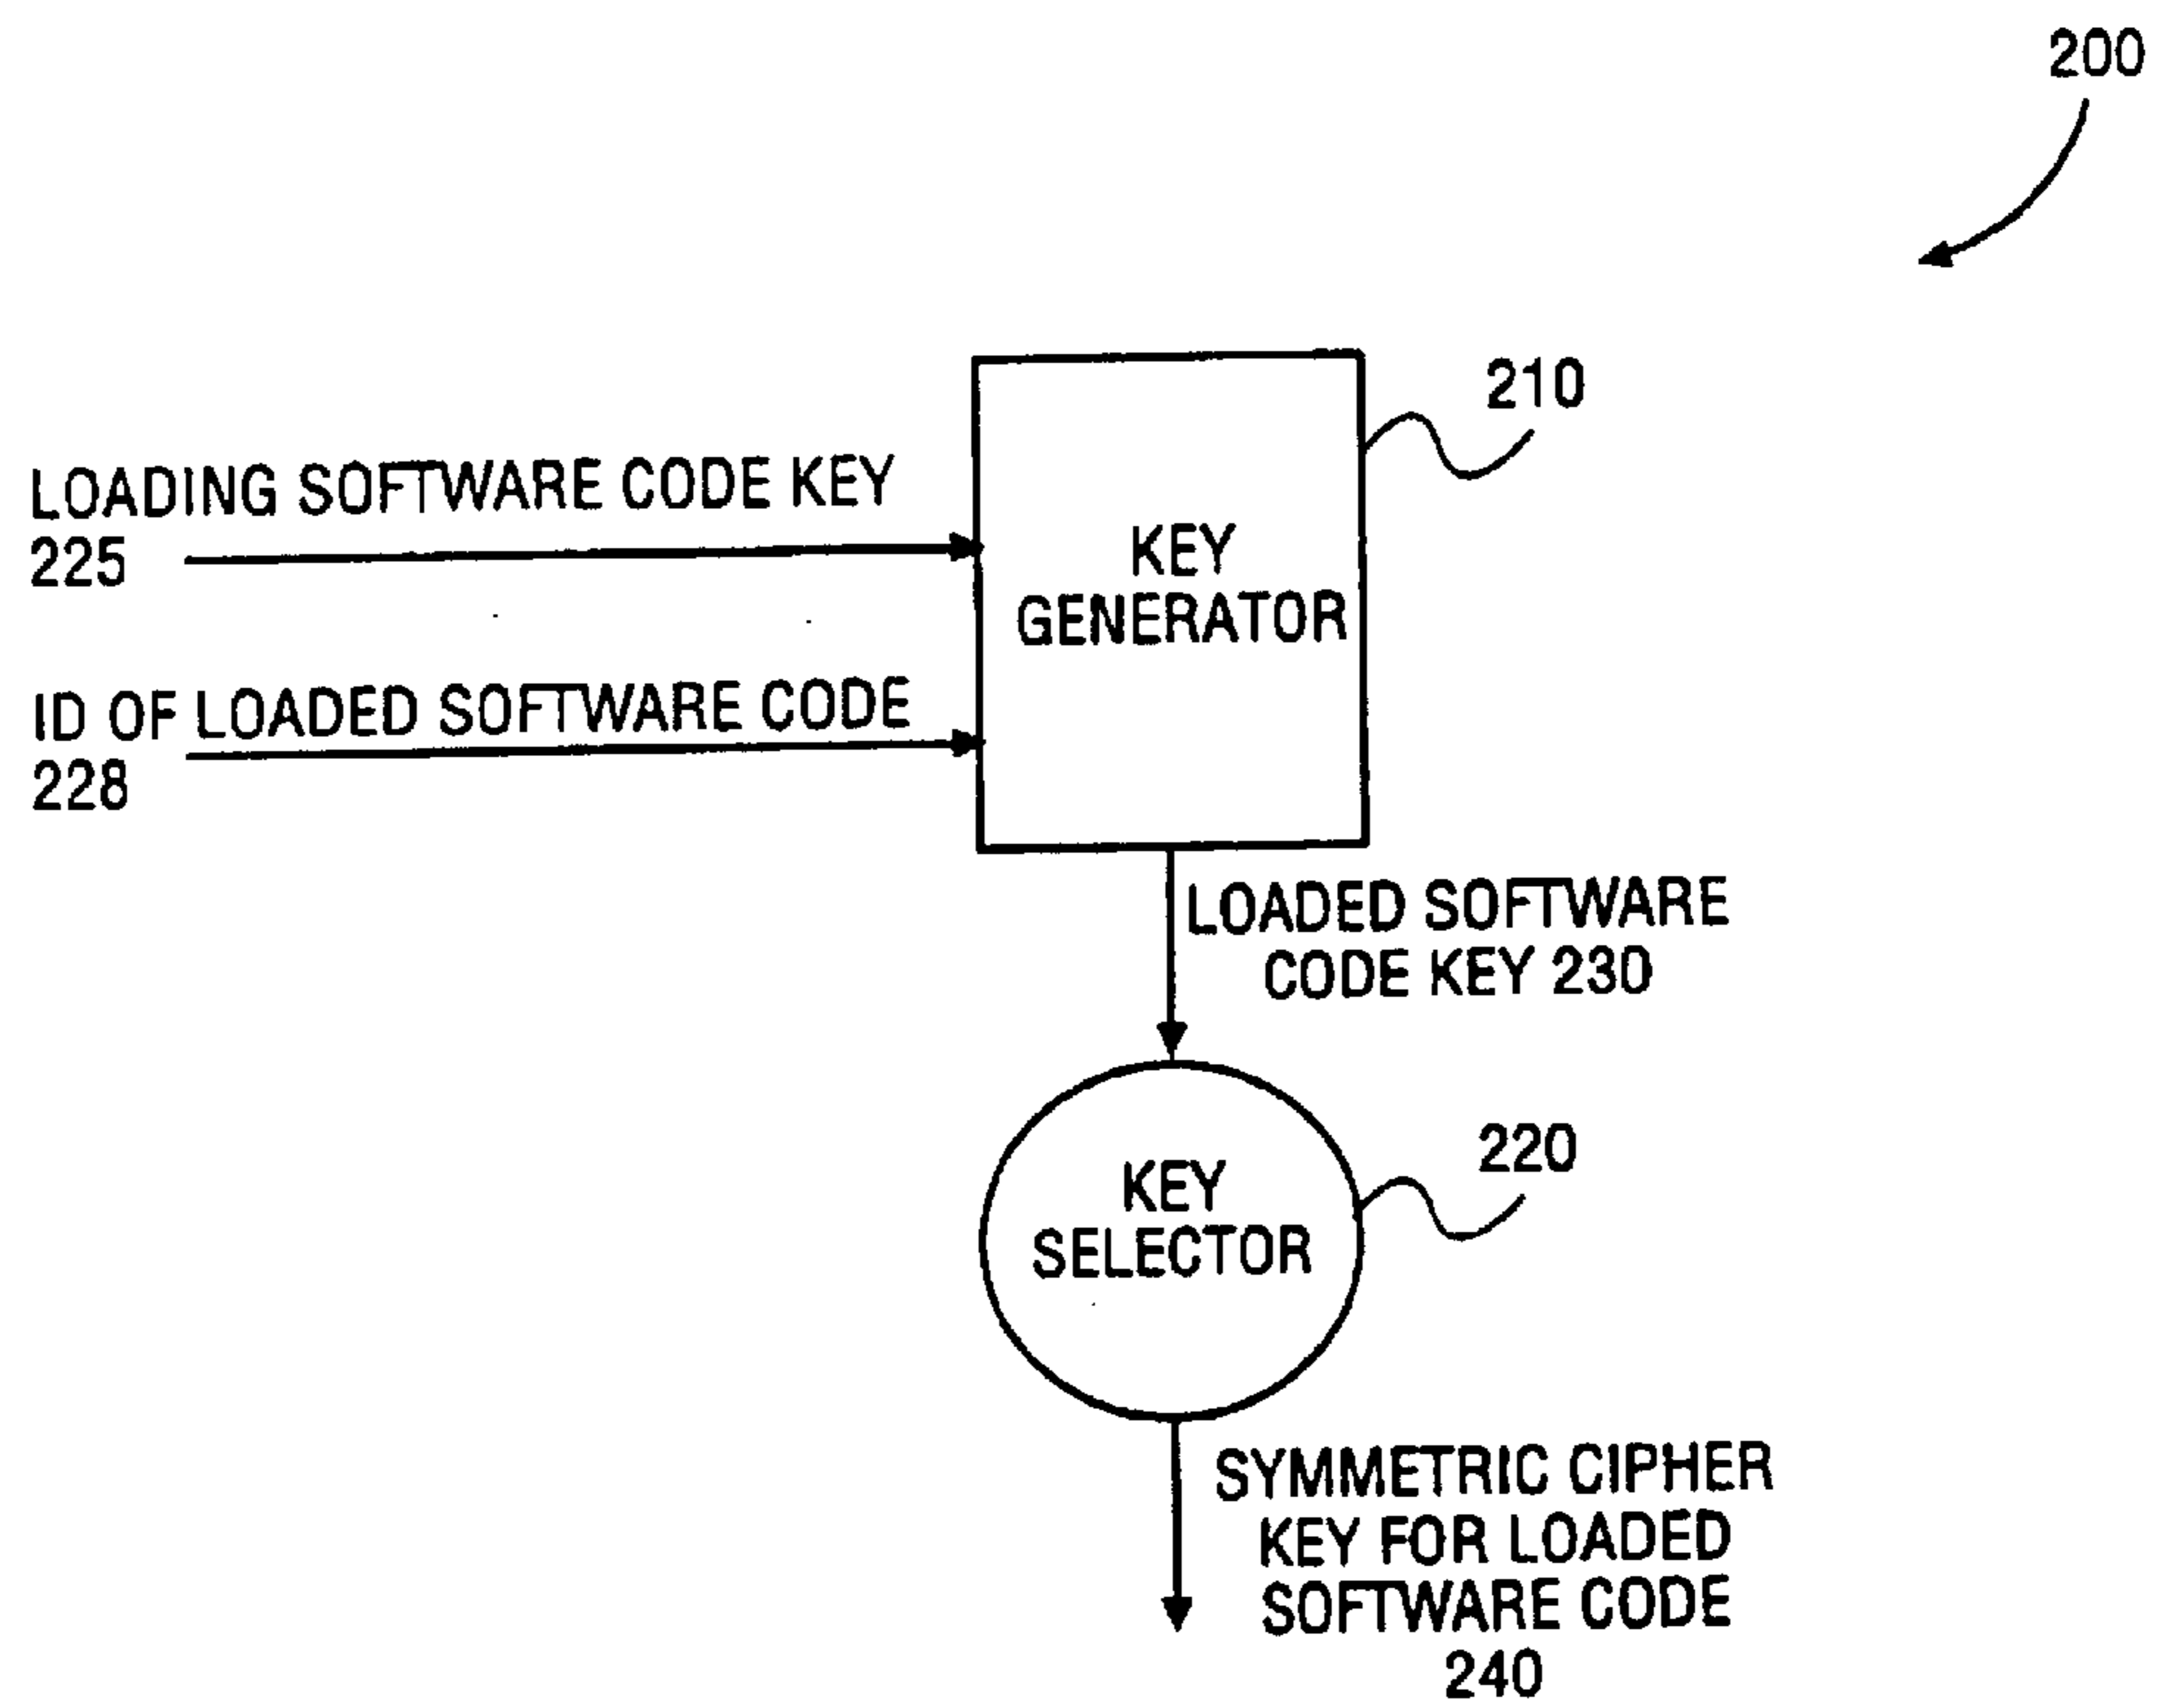 200
210
LOADING SOFTWARE CODE KEY
225
KEY
GENERATOR
ID OF LOADED SOFTWARE CODE
228
LOADED SOFTWARE
CODE KEY 230
220
KEY
SELECTOR
SYMMETRIC CIPHER
KEY FOR LOADED
SOFTWARE CODE
240